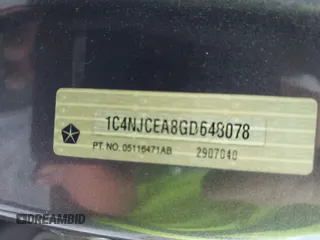 1C4NJCEA8GD648078
PT. NO. 05116471AB 2907040
DREAMBID